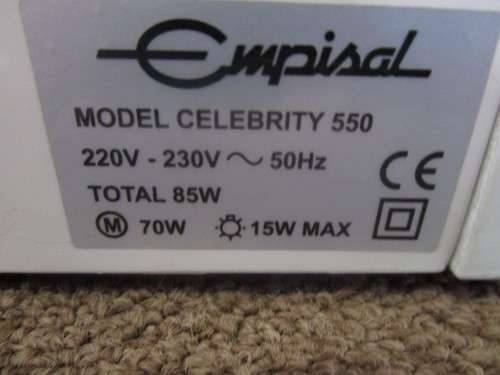 Empisal
MODEL CELEBRITY 550
220V - 230V ~ 50Hz
TOTAL 85W
M 70W 15W MAX
CE